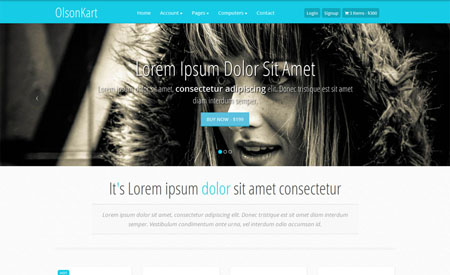 OlsonKart
Home Account Pages Computers Contact
Login Signup 3 Items - $300
Lorem Ipsum Dolor Sit Amet
Lorem ipsum dolor sit amet, consectetur adipiscing elit. Donec tristique est sit amet
diam interdum semper.
BUY NOW - $199
It's Lorem ipsum dolor sit amet consectetur
Lorem ipsum dolor sit amet, consectetur adipiscing elit. Donec tristique est sit amet diam interdum
semper. Vestibulum condimentum ante urna, vel interdum odio accumsan id.